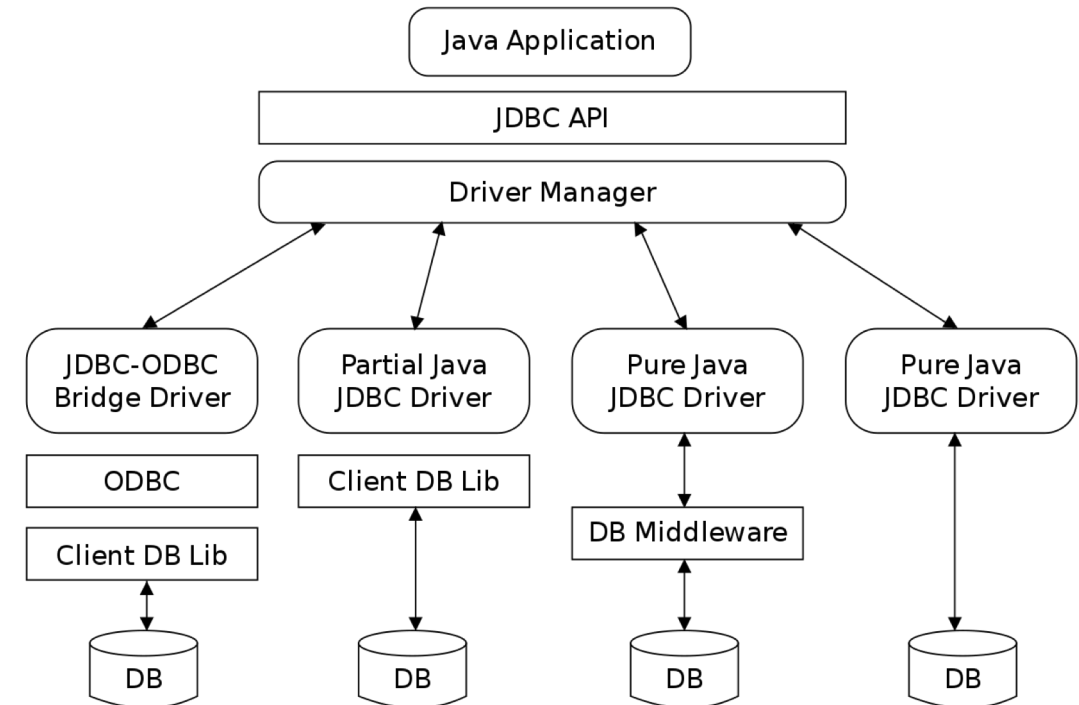 Java Application
JDBC API
Driver Manager
JDBC-ODBC
Bridge Driver
Partial Java
JDBC Driver
Pure Java
JDBC Driver
Pure Java
JDBC Driver
ODBC
Client DB Lib
Client DB Lib
DB Middleware
DB
DB
DB
DB